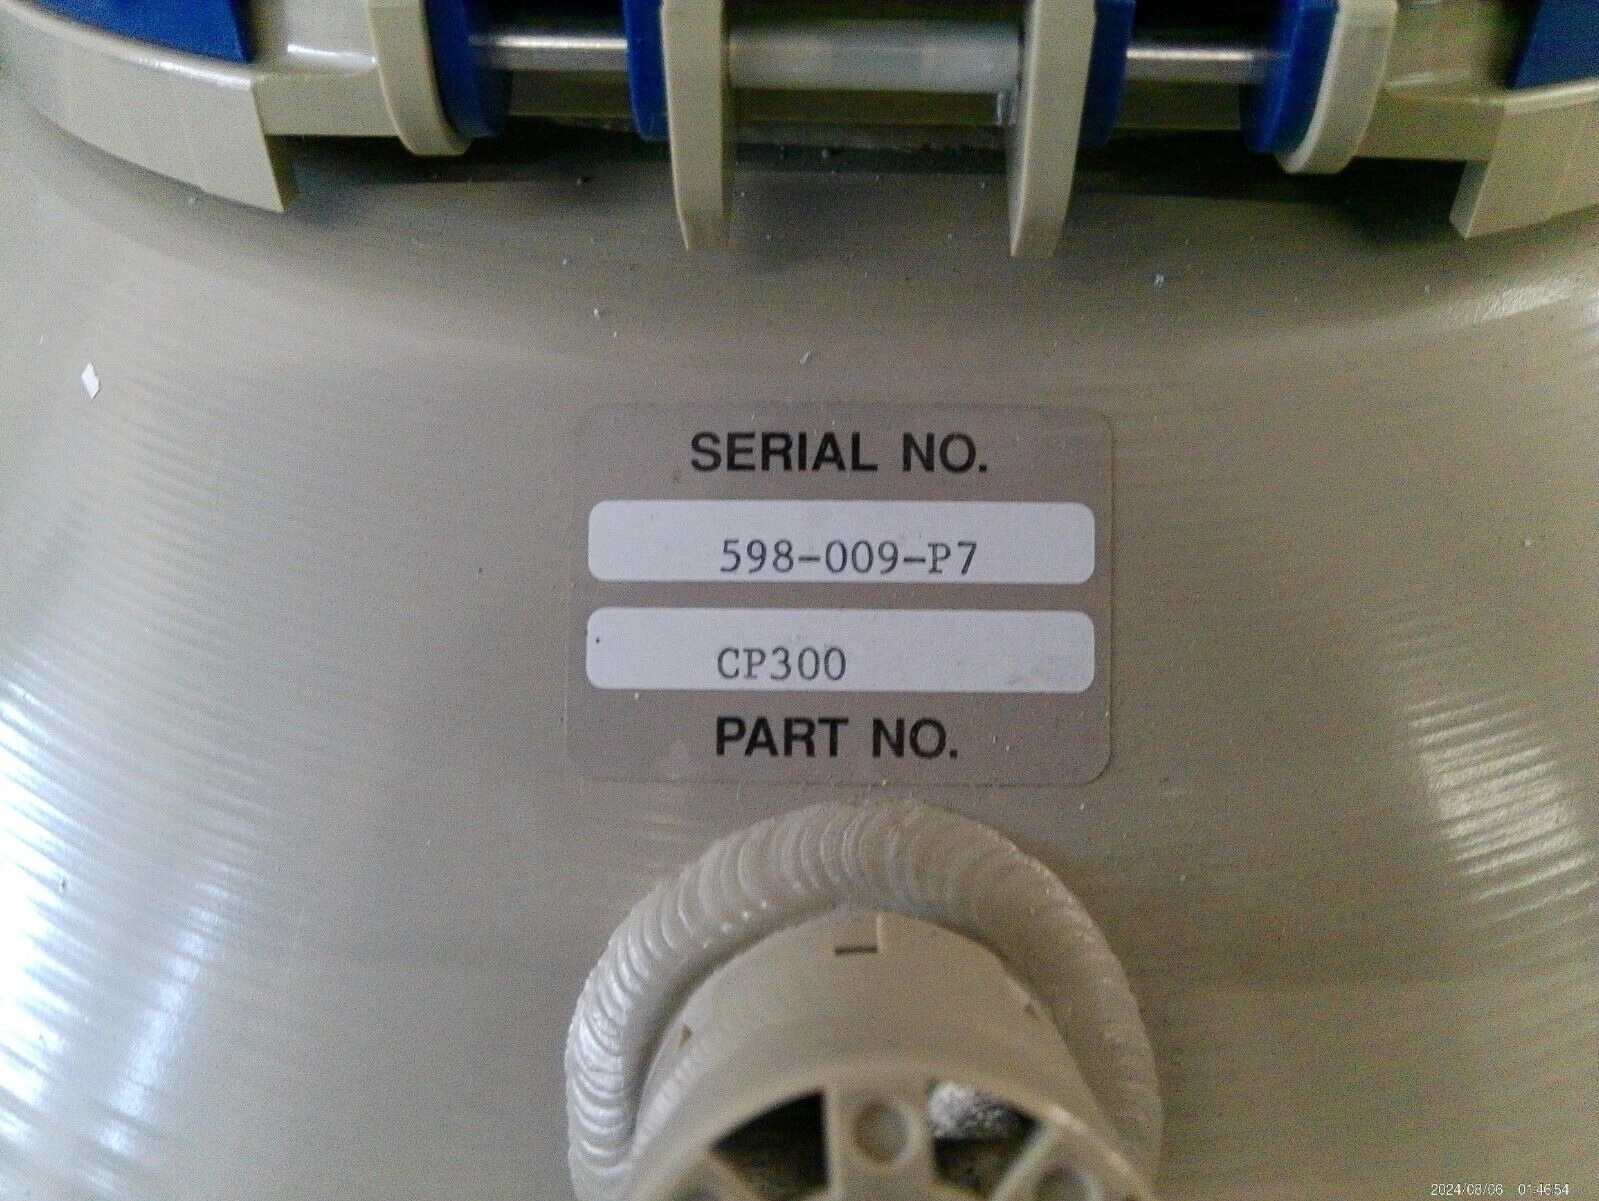 SERIAL NO.
598-009-P7
CP300
PART NO.
2024/08/06 01:46:54